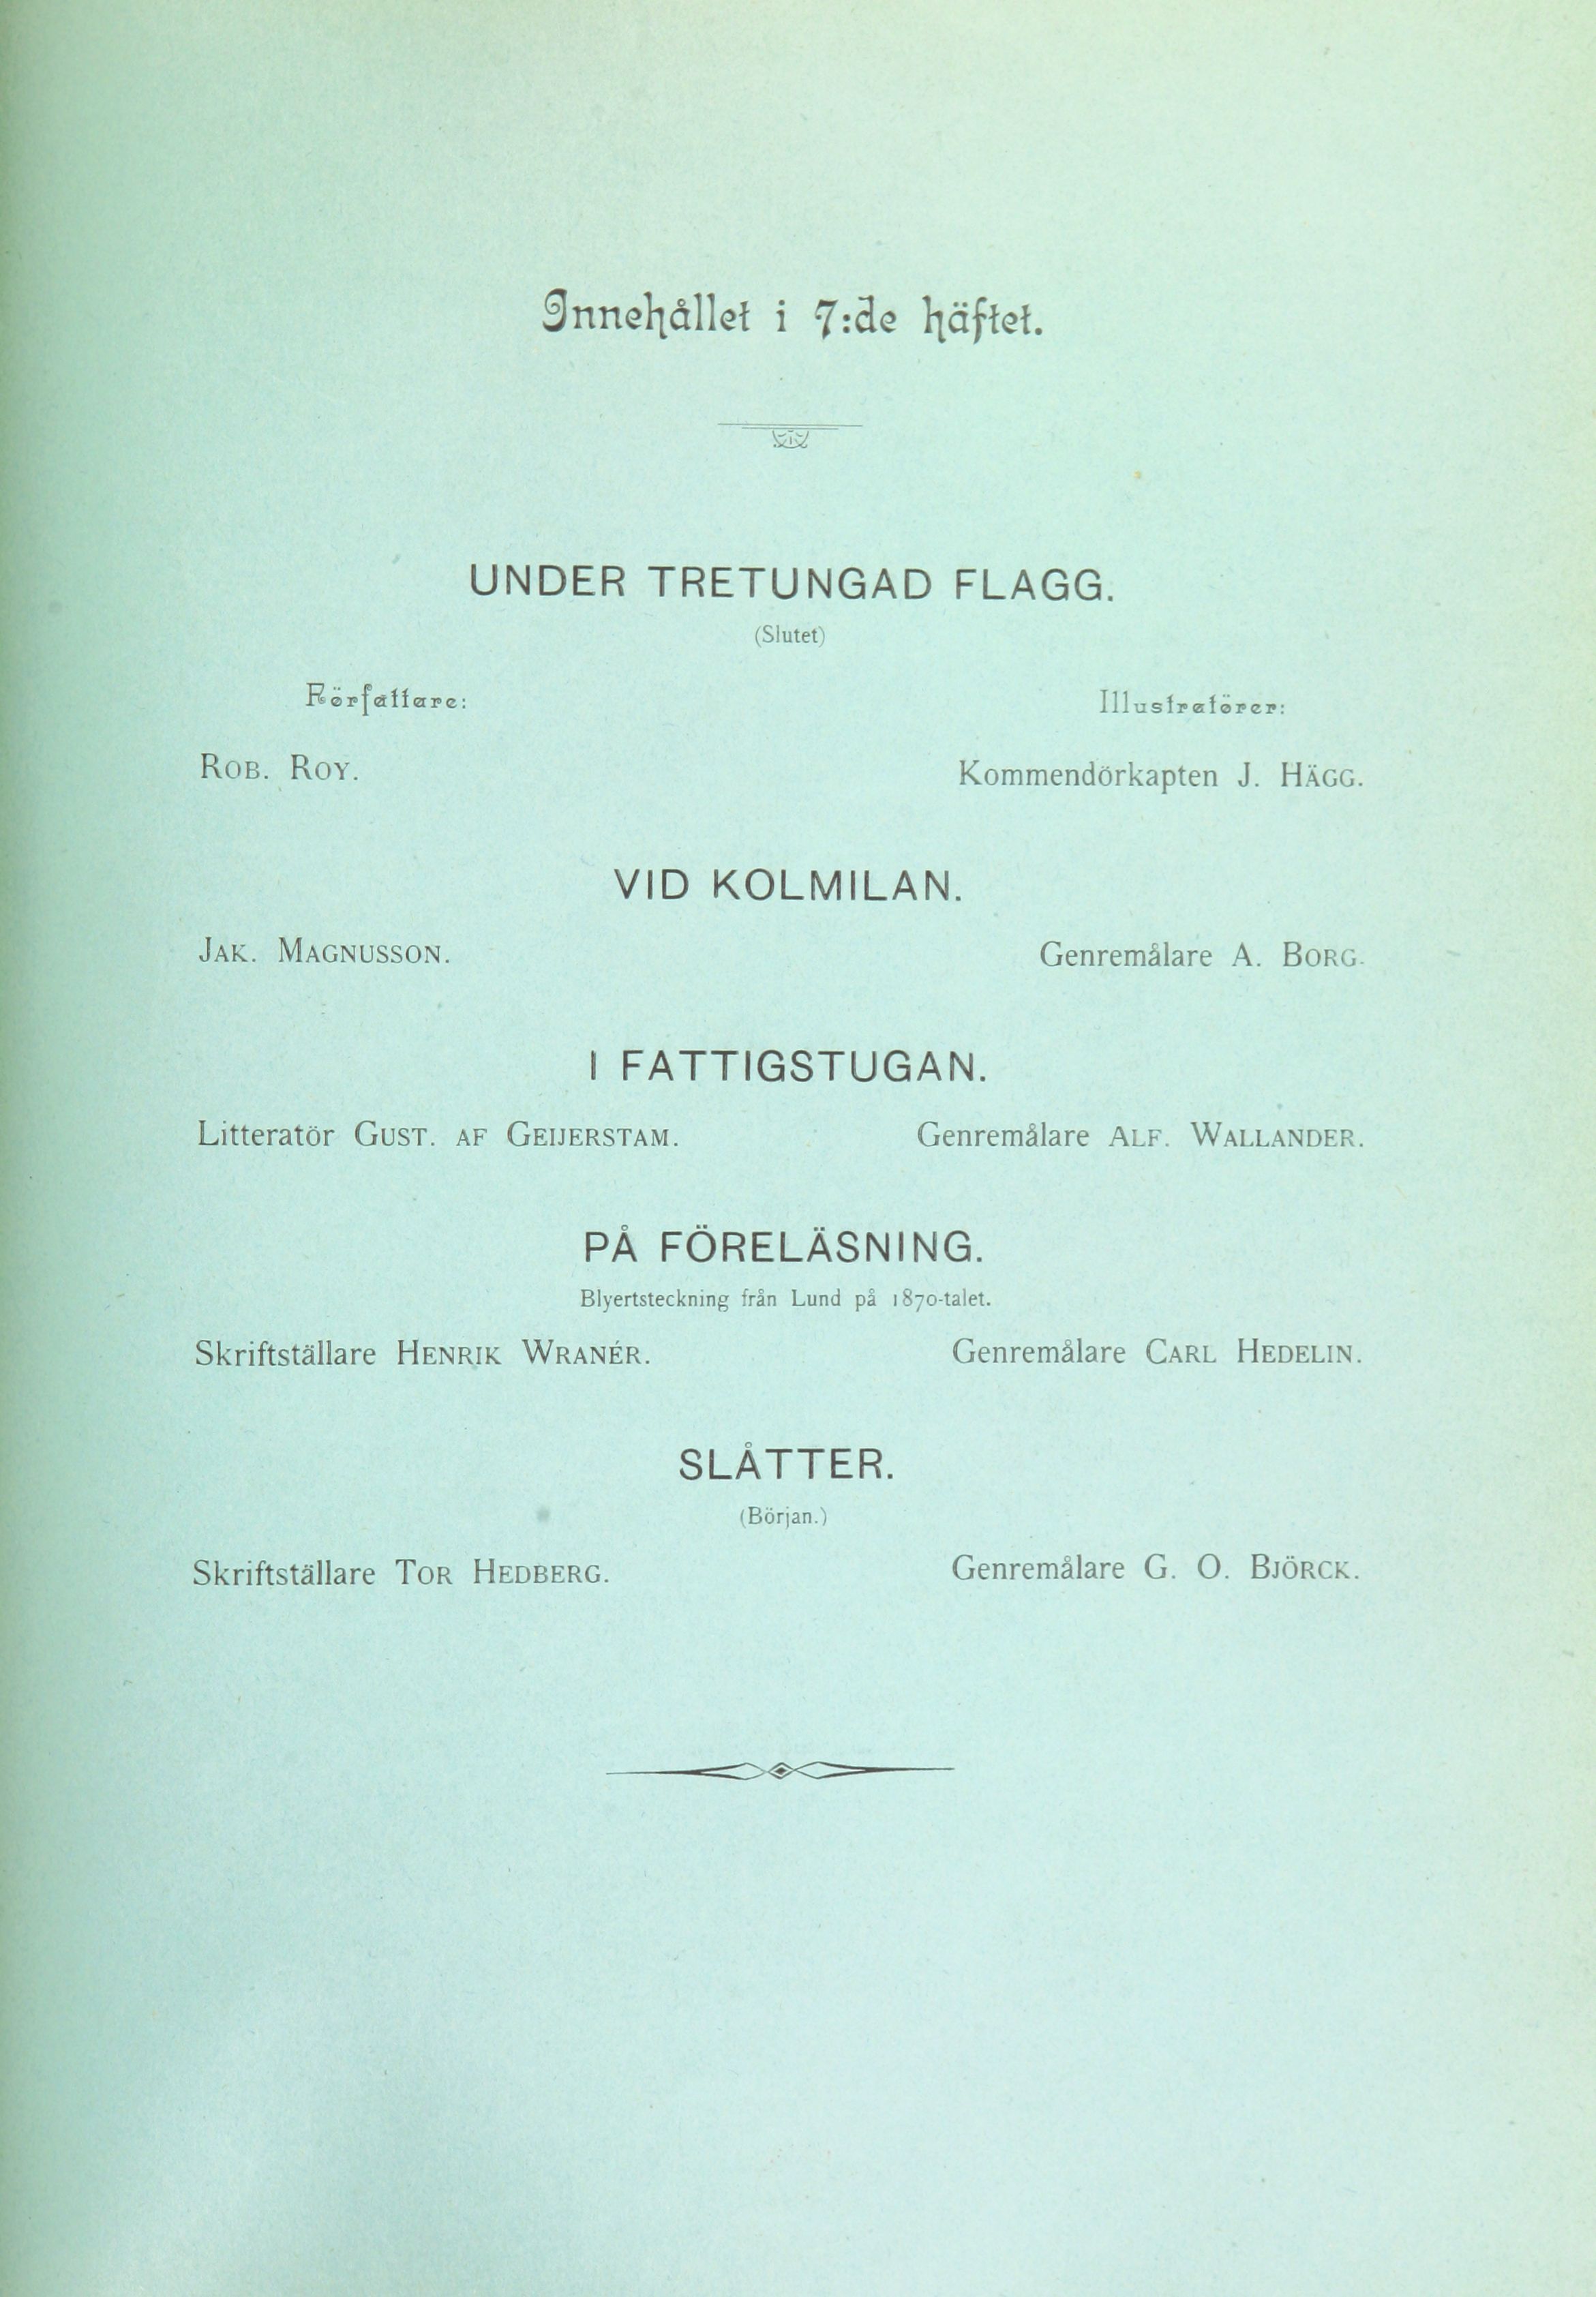 Innehållet i 7:de häftet.
UNDER TRETUNGAD FLAGG.
(Slutet)
Författare: Illustratörer:
ROB. ROY. Kommendörkapten J. HÄGG.
VID KOLMILAN.
JAK. MAGNUSSON. Genremålare A. BORG.
I FATTIGSTUGAN.
Litteratör GUST. AF GEIJERSTAM. Genremålare ALF. WALLANDER.
PÅ FÖRELÄSNING.
Blyertsteckning från Lund på 1870-talet.
Skriftställare HENRIK WRANÉR. Genremålare CARL HEDELIN.
SLÅTTER.
(Början.)
Skriftställare TOR HEDBERG. Genremålare G. O. BJÖRCK.